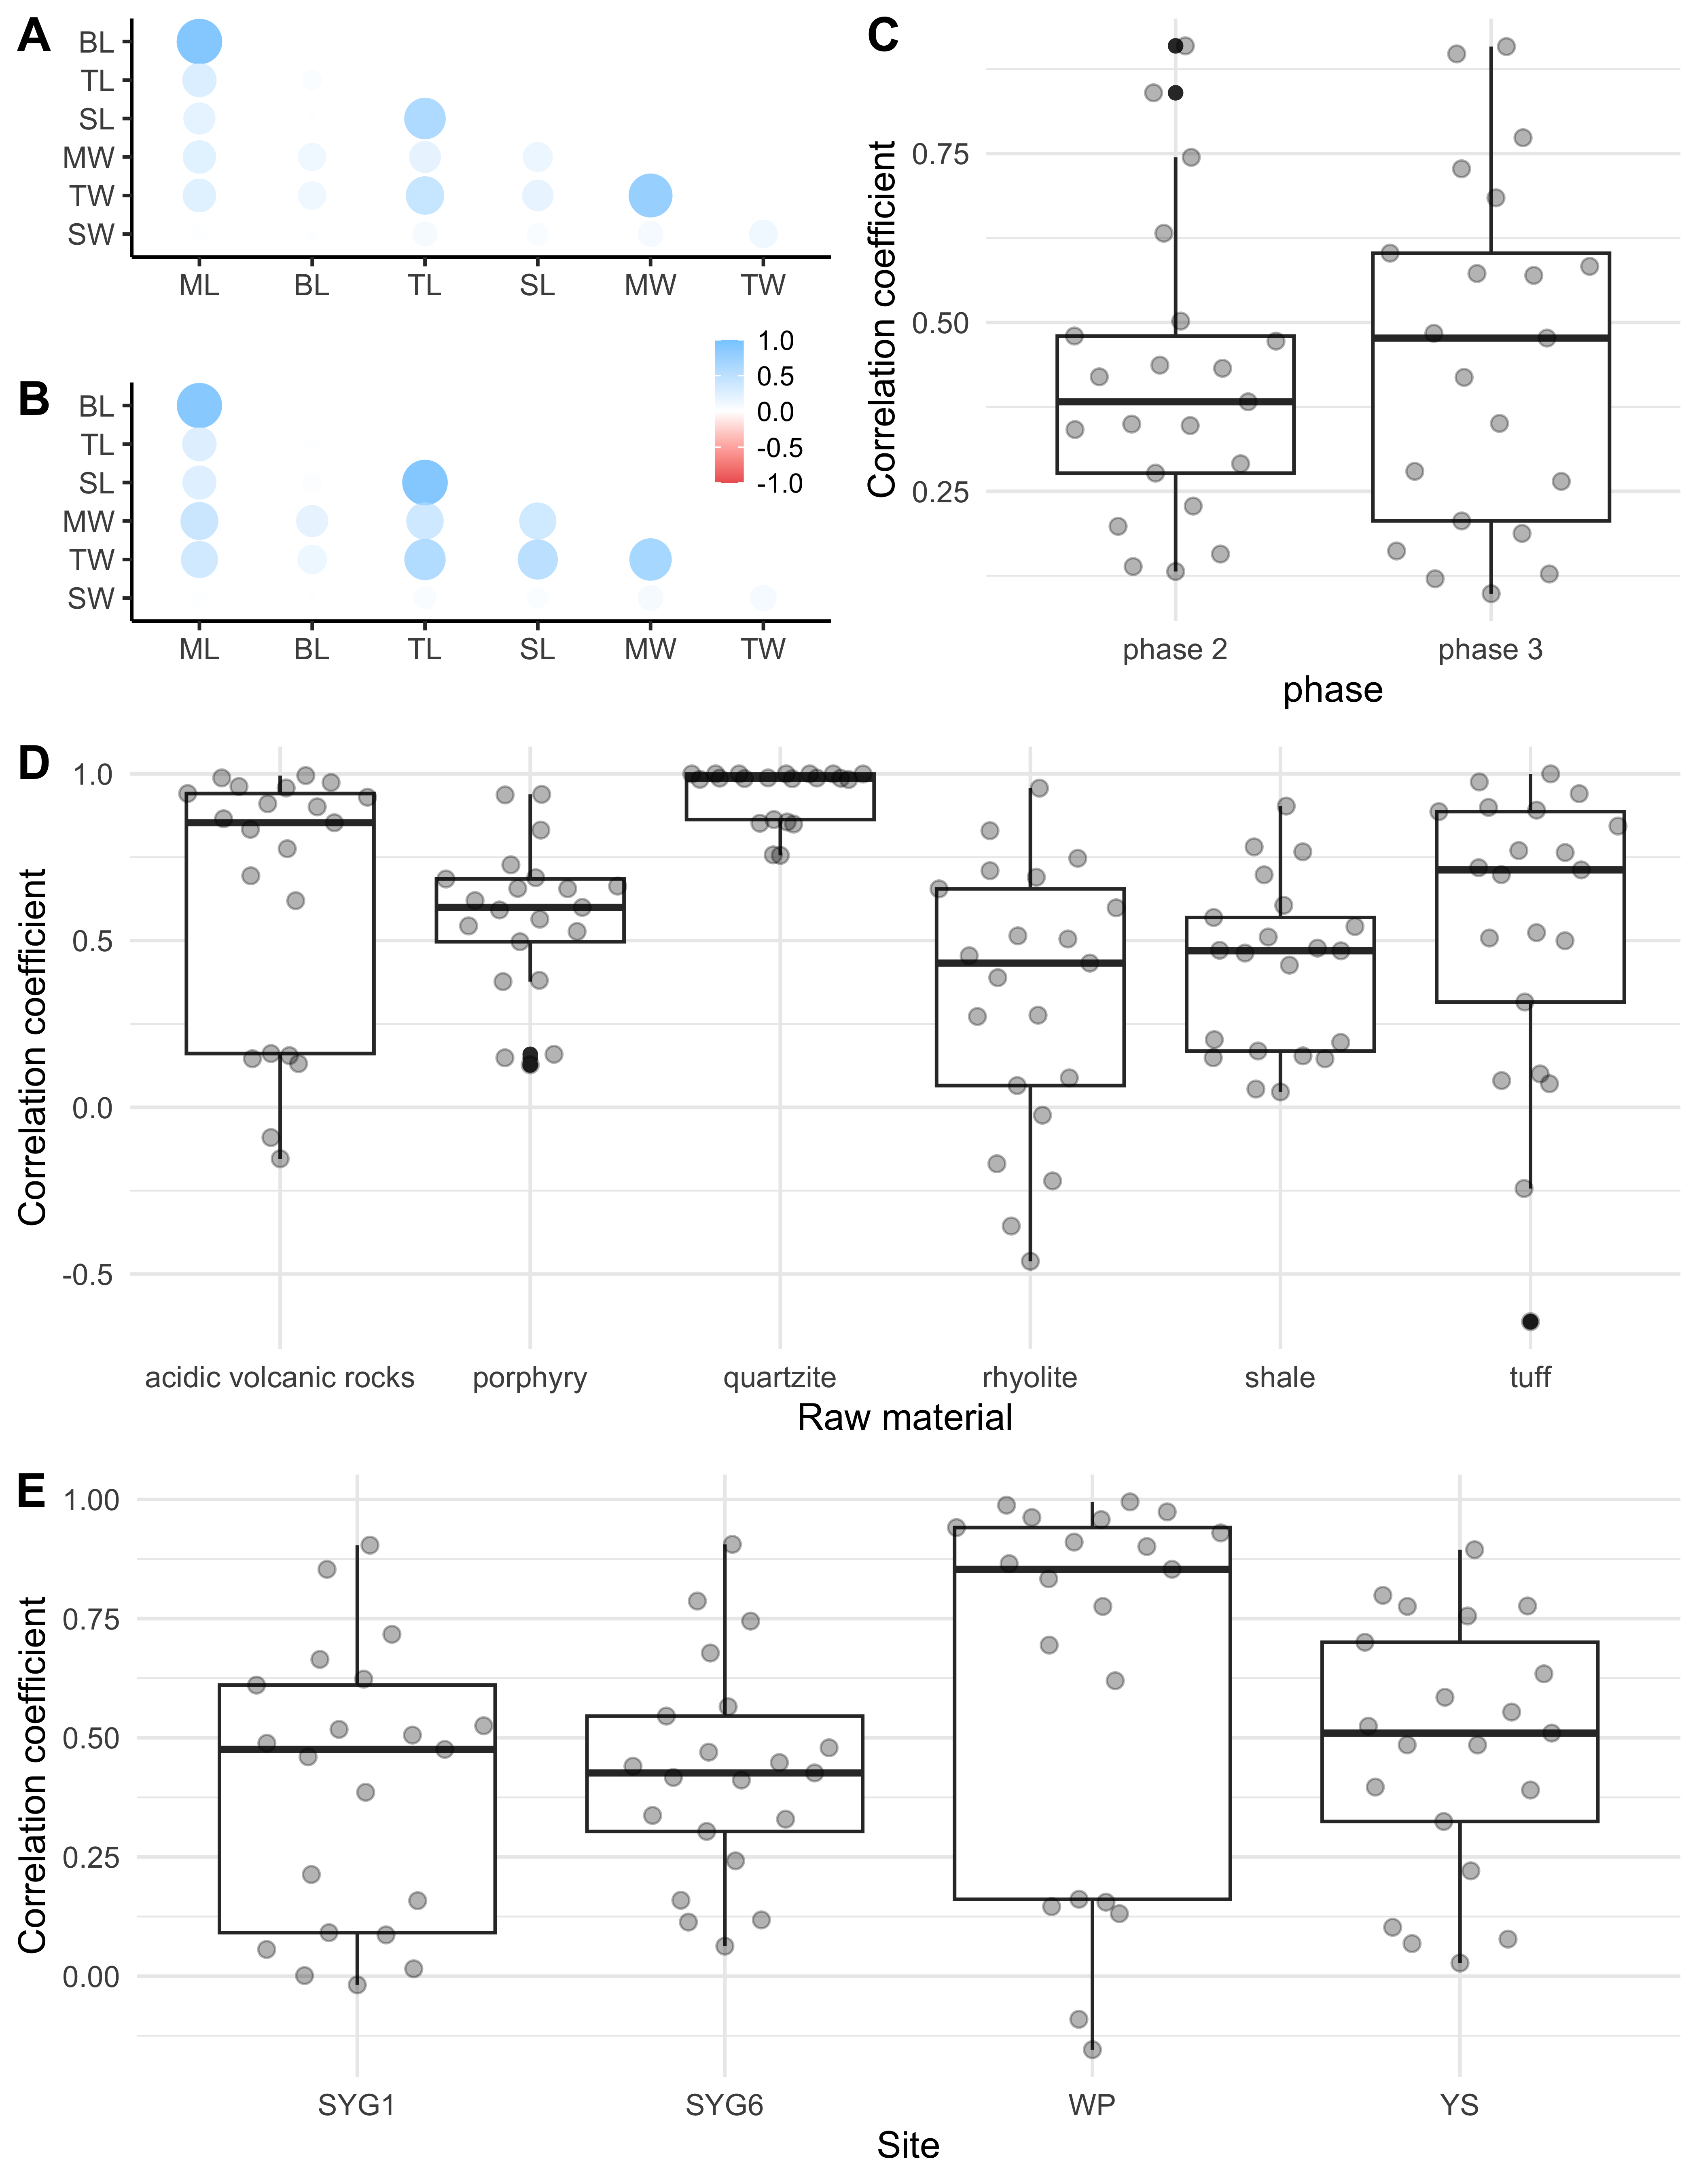 A
BL
TL
SL
MW
TW
SW
ML BL TL SL MW TW
B
BL
TL
SL
MW
TW
SW
ML BL TL SL MW TW
1.0
0.5
0.0
-0.5
-1.0
C
Correlation coefficient
0.75
0.50
0.25
phase 2 phase 3
phase
D
Correlation coefficient
1.0
0.5
0.0
-0.5
acidic volcanic rocks porphyry quartzite rhyolite shale tuff
Raw material
E
Correlation coefficient
1.00
0.75
0.50
0.25
0.00
SYG1 SYG6 WP YS
Site